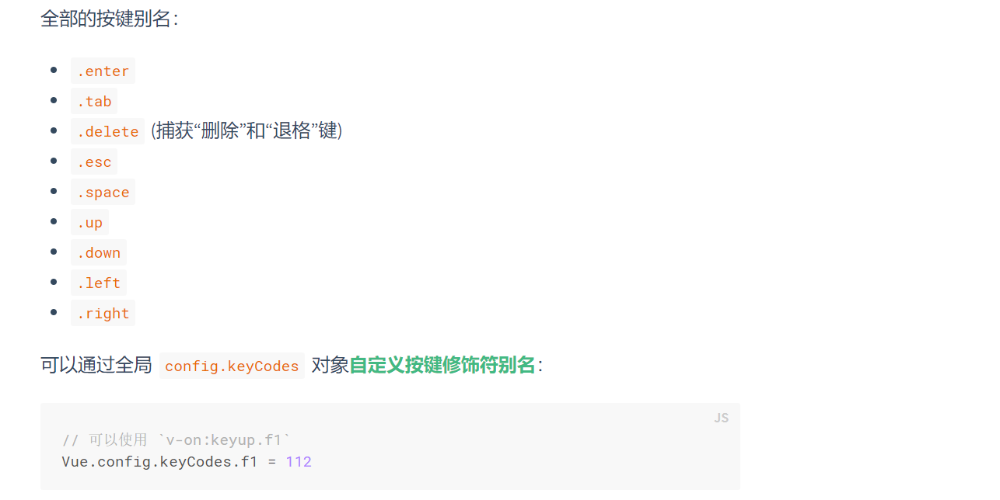 全部的按键别名：
.enter
.tab
.delete (捕获“删除”和“退格”键)
.esc
.space
.up
.down
.left
.right
可以通过全局 config.keyCodes 对象自定义按键修饰符别名：
JS
// 可以使用 `v-on:keyup.f1`
Vue.config.keyCodes.f1 = 112